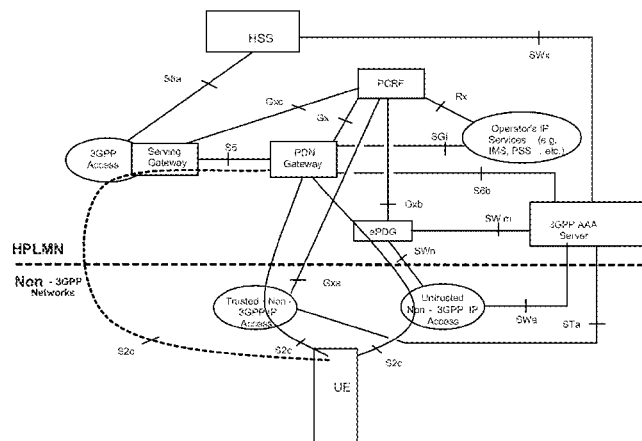 HSS
SWx
S6a
PCRF
Gxc
Rx
Gx
Operator's IP
Services (e.g.
IMS, PSS , etc.)
SGi
3GPP
Access
Serving
Gateway
S5
PDN
Gateway
S6b
Gxb
ePDG
SWm
3GPP AAA
Server
HPLMN
SWn
Non - 3GPP
Networks
Gxa
Trusted - Non -
3GPP IP
Access
Untrusted
Non - 3GPP IP
Access
SWa
STa
S2c
S2c
S2c
UE